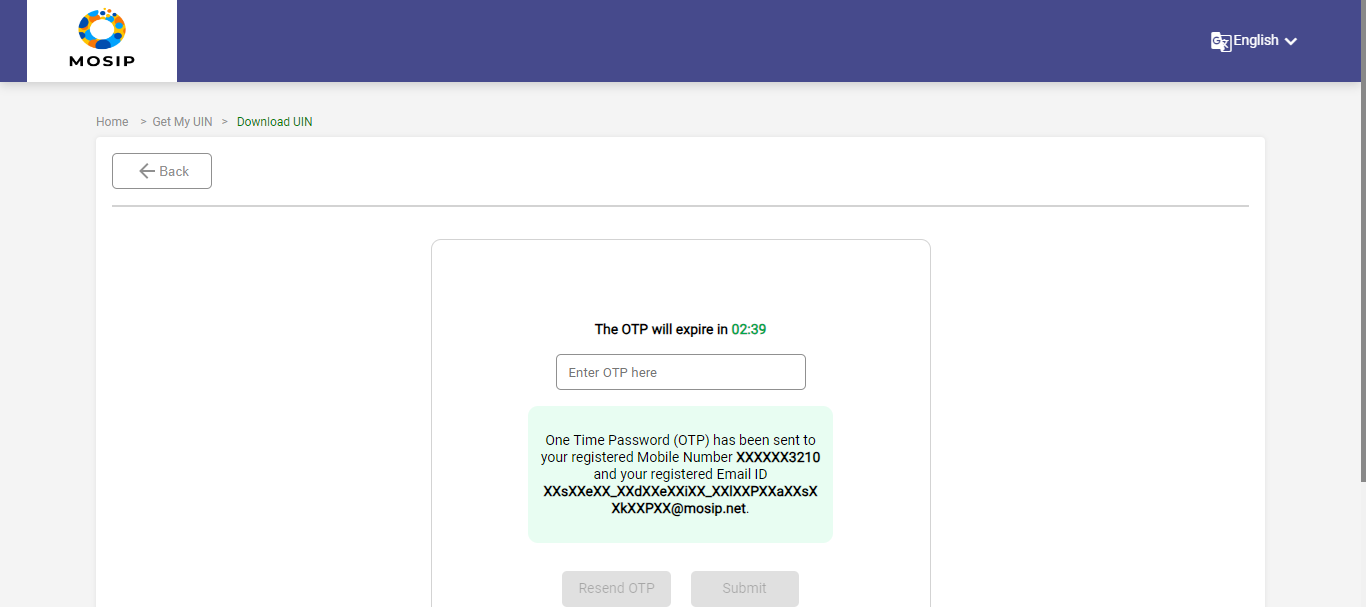 MOSIP
English
Home > Get My UIN > Download UIN
Back
The OTP will expire in 02:39
Enter OTP here
One Time Password (OTP) has been sent to
your registered Mobile Number XXXXXX3210
and your registered Email ID
XXsXXeXX_XXdXXeXXiXX_XXlXXPXXaXXsX
XkXXPXX@mosip.net.
Resend OTP Submit